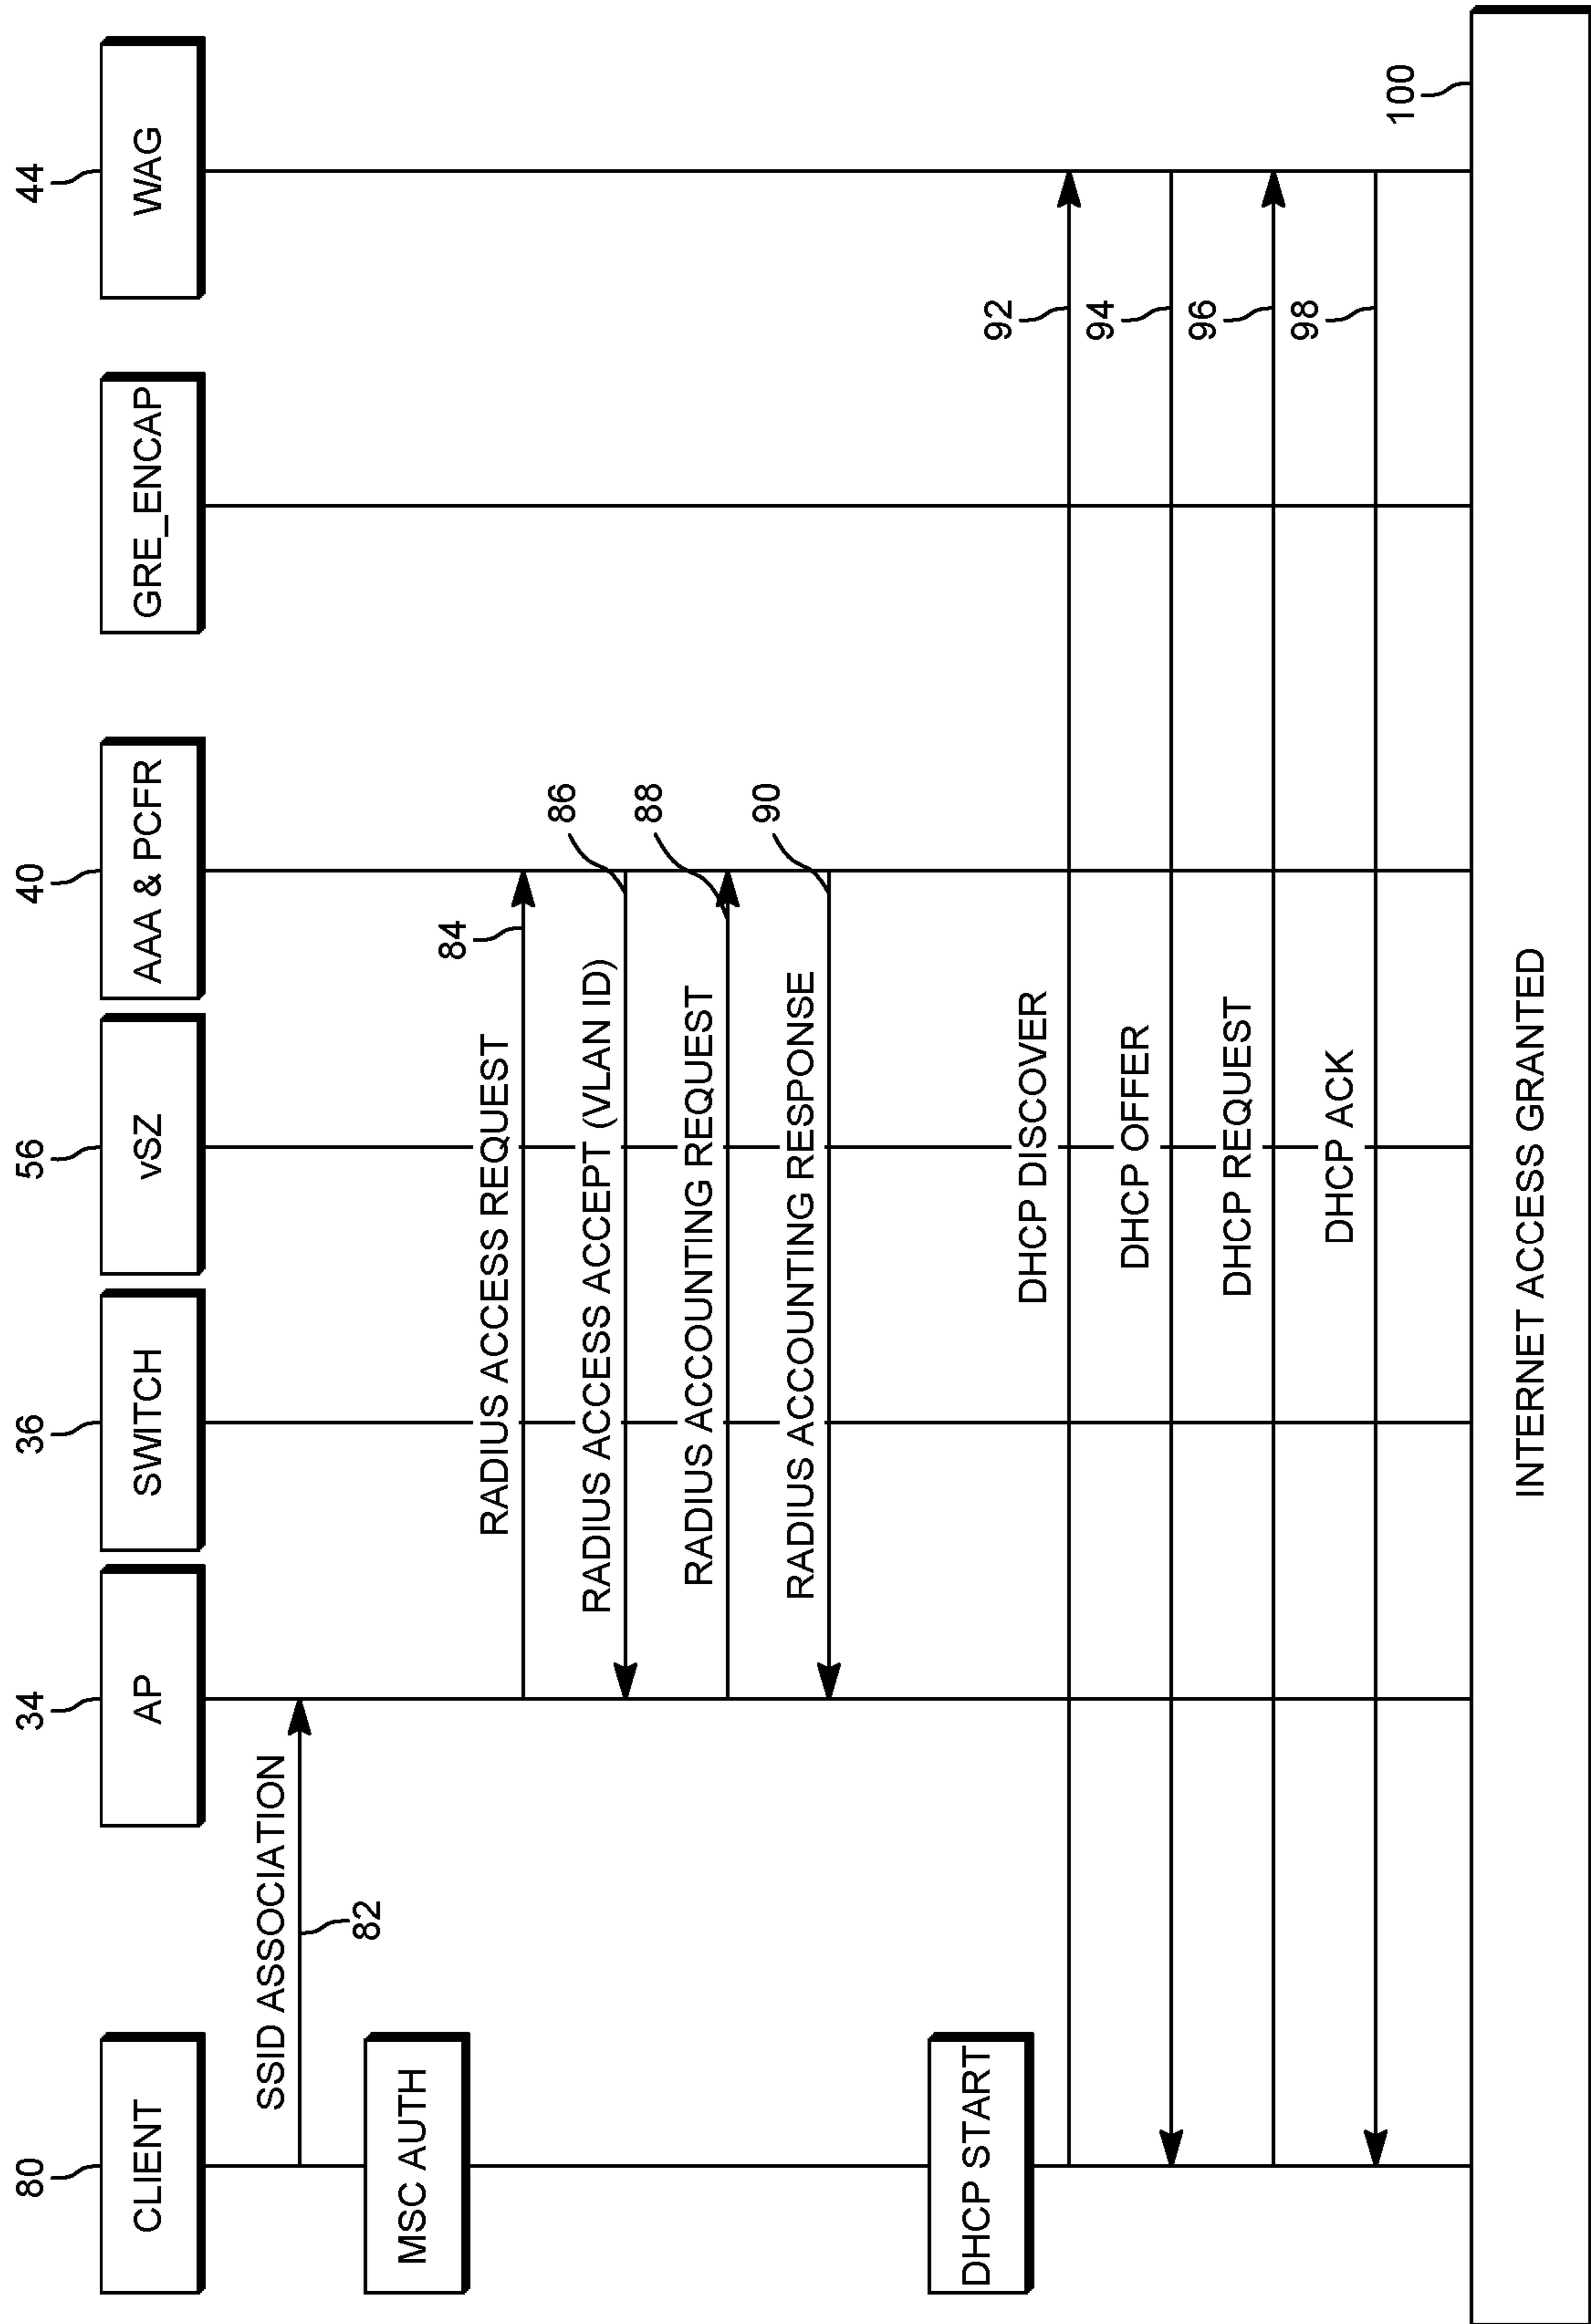 80
34
36
56
40
44
CLIENT
AP
SWITCH
vSZ
AAA & PCFR
GRE_ENCAP
WAG
SSID ASSOCIATION
82
MSC AUTH
RADIUS ACCESS REQUEST
84
RADIUS ACCESS ACCEPT (VLAN ID)
86
RADIUS ACCOUNTING REQUEST
88
RADIUS ACCOUNTING RESPONSE
90
DHCP START
DHCP DISCOVER
92
DHCP OFFER
94
DHCP REQUEST
96
DHCP ACK
98
100
INTERNET ACCESS GRANTED